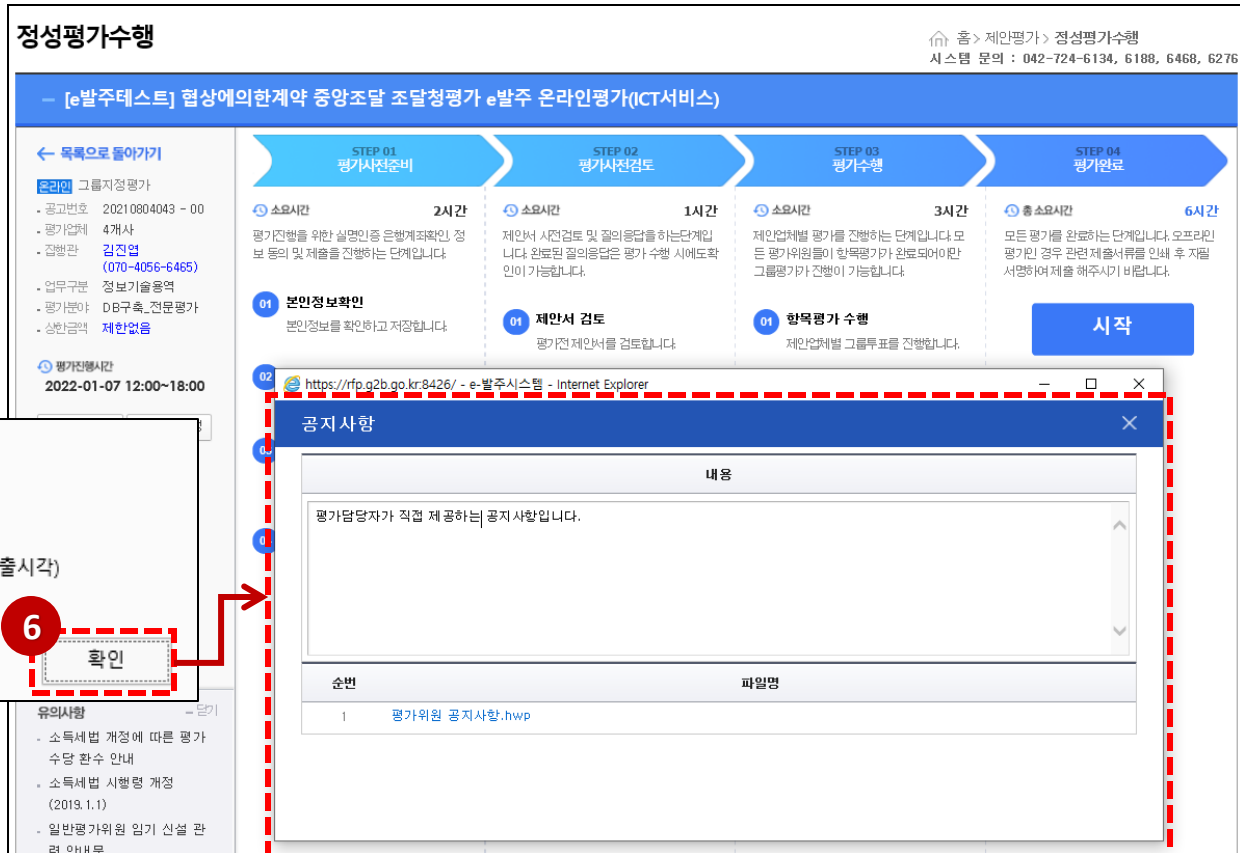 정성평가수행
홈 > 제안평가 > 정성평가수행
시스템 문의 : 042-724-6134, 6188, 6468, 6276
[e발주테스트] 협상에의한계약 중앙조달 조달청평가 e발주 온라인평가(ICT서비스)
← 목록으로 돌아가기
온라인 그룹지정평가
공고번호 20210804043 - 00
평가업체 4개사
집행관 김진엽
(070-4056-6465)
업무구분 정보기술용역
평가분야 DB구축_전문평가
상한금액 제한없음
평가진행시간
2022-01-07 12:00~18:00
STEP 01
평가사전준비
소요시간 2시간
평가진행을 위한 실명인증 은행계좌확인, 정
보 동의 및 제출을 진행하는 단계입니다.
01 본인정보확인
본인정보를 확인하고 저장합니다.
02
STEP 02
평가사전검토
소요시간 1시간
제안서 사전검토 및 질의응답을 하는단계입
니다. 완료된 질의응답은 평가 수행 시에도확
인이 가능합니다.
01 제안서 검토
평가전 제안서를 검토합니다.
STEP 03
평가수행
소요시간 3시간
제안업체별 평가를 진행하는 단계입니다. 모
든 평가위원들이 항목평가가 완료되어야만
그룹평가가 진행이 가능합니다.
01 항목평가 수행
제안업체별 그룹투표를 진행합니다.
STEP 04
평가완료
총 소요시간 6시간
모든 평가를 완료하는 단계입니다. 오프라인
평가인 경우 관련 제출서류를 인쇄 후 자필
서명하여 제출 해주시기 바랍니다.
시작
https://rfp.g2b.go.kr:8426/ - e-발주시스템 - Internet Explorer
공지사항
내용
평가담당자가 직접 제공하는 공지사항입니다.
순번 파일명
1 평가위원 공지사항.hwp
출시각)
6
확인
유의사항 – 닫기
소득세법 개정에 따른 평가
수당 환수 안내
소득세법 시행령 개정
(2019.1.1)
일반평가위원 임기 신설 관
련 안내문